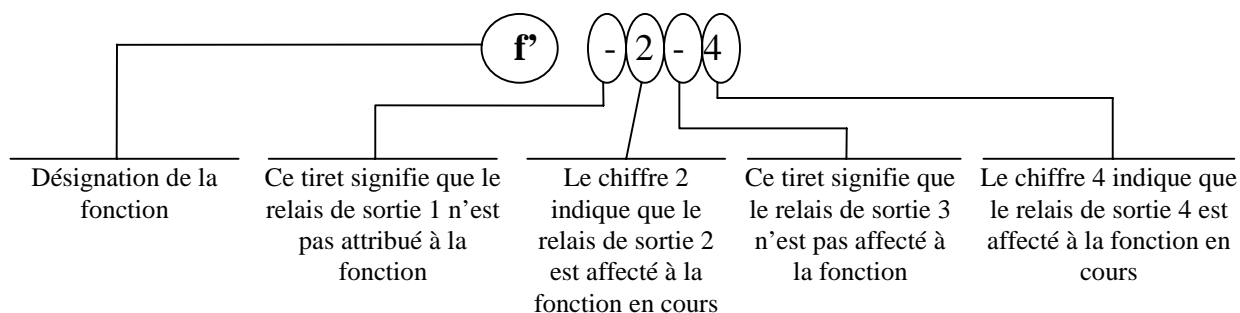 f’ - 2 - 4
Désignation de la
fonction
Ce tiret signifie que le
relais de sortie 1 n’est
pas attribué à la
fonction
Le chiffre 2
indique que le
relais de sortie 2
est affecté à la
fonction en cours
Ce tiret signifie que
le relais de sortie 3
n’est pas affecté à
la fonction
Le chiffre 4 indique que
le relais de sortie 4 est
affecté à la fonction en
cours